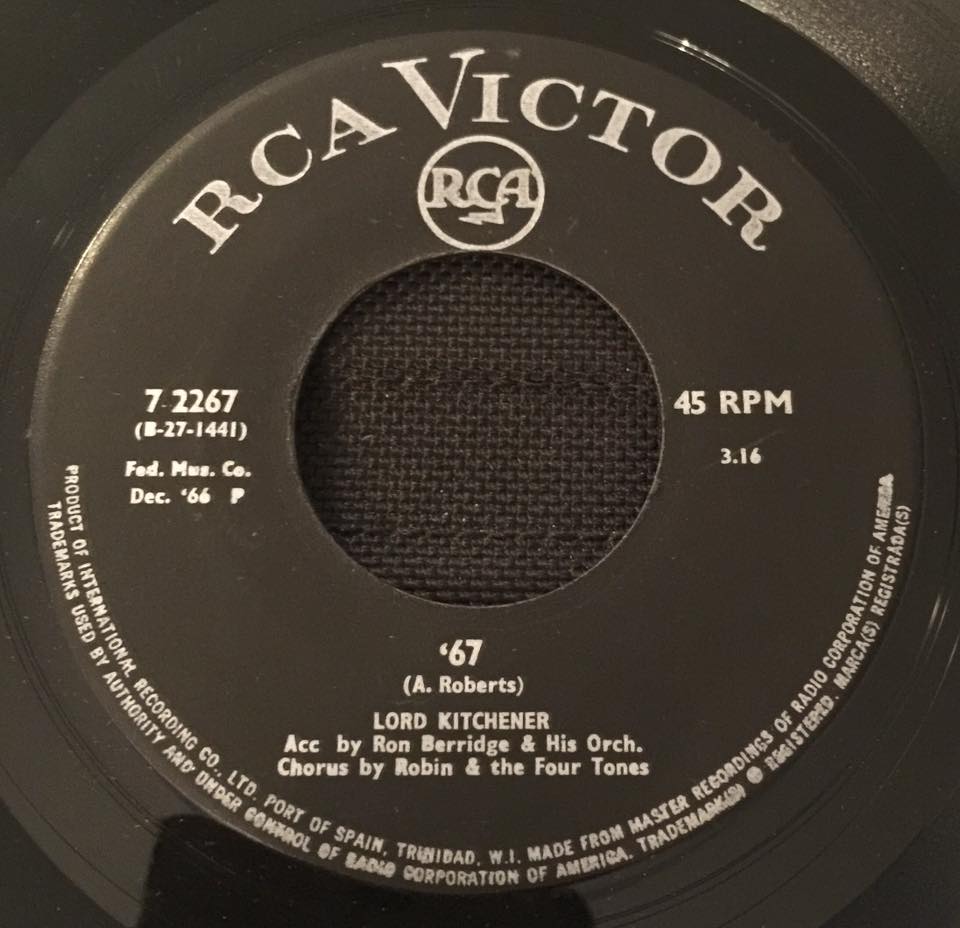 RCA VICTOR
RCA
7-2267
(B-27-1441)
Fed. Mus. Co.
Dec. ‘66 P
45 RPM
3.16
‘67
(A. Roberts)
LORD KITCHENER
Acc by Ron Berridge & His Orch.
Chorus by Robin & the Four Tones
PRODUCT OF INTERNATIONAL RECORDING CO., LTD. PORT OF SPAIN, TRINIDAD, W.I. MADE FROM MASTER RECORDINGS OF RADIO CORPORATION OF AMERICA
TRADEMARKS USED BY AUTHORITY AND UNDER CONTROL OF RADIO CORPORATION OF AMERICA. TRADEMARK(S) ® REGISTERED. MARCA(S) REGISTRADA(S)